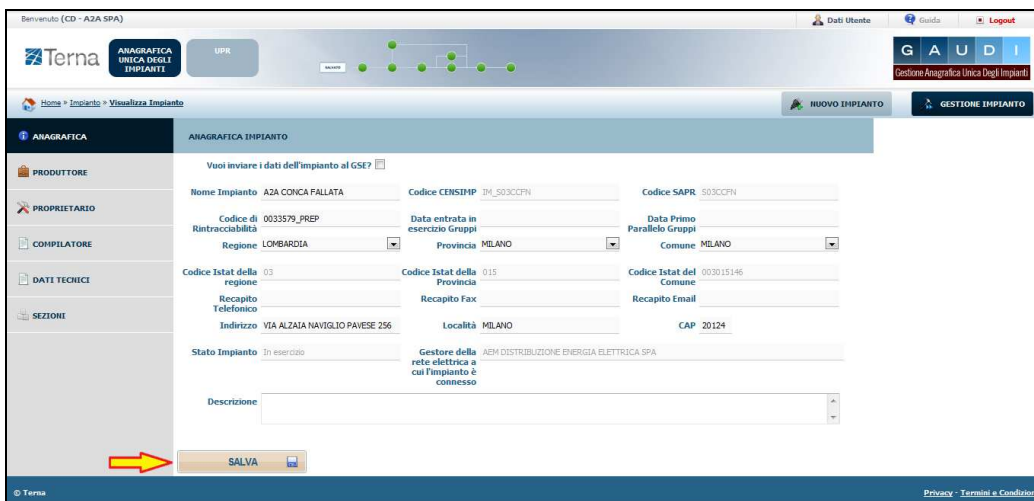 Benvenuto (CD - A2A SPA)
Dati Utente
Guida
Logout
Terna
ANAGRAFICA
UNICA DEGLI
IMPIANTI
UPR
G A U D I
Gestione Anagrafica Unica Degli Impianti
Home » Impianto » Visualizza Impianto
NUOVO IMPIANTO
GESTIONE IMPIANTO
ANAGRAFICA
PRODUTTORE
PROPRIETARIO
COMPILATORE
DATI TECNICI
SEZIONI
ANAGRAFICA IMPIANTO
Vuoi inviare i dati dell'impianto al GSE?
Nome Impianto A2A CONCA FALLATA
Codice CENSIMP IM_S03CCFN
Codice SAPR S03CCFN
Codice di
Rintracciabilità
0033579_PREP
Data entrata in
esercizio Gruppi
Data Primo
Parallelo Gruppi
Regione LOMBARDIA
Provincia MILANO
Comune MILANO
Codice Istat della
regione
03
Codice Istat della
Provincia
015
Codice Istat del
Comune
003015146
Recapito
Telefonico
Recapito Fax
Recapito Email
Indirizzo VIA ALZAIA NAVIGLIO PAVESE 256
Località MILANO
CAP 20124
Stato Impianto In esercizio
Gestore della
rete elettrica a
cui l'impianto è
connesso
AEM DISTRIBUZIONE ENERGIA ELETTRICA SPA
Descrizione
SALVA
© Terna
Privacy - Termini e Condizio